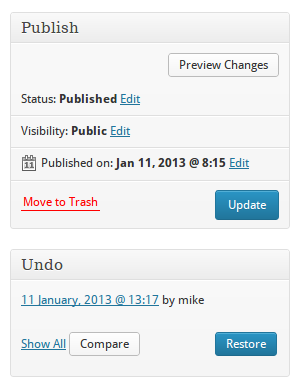 Publish
Preview Changes
Status: Published Edit
Visibility: Public Edit
11 Published on: Jan 11, 2013 @ 8:15 Edit
Move to Trash Update
Undo
11 January, 2013 @ 13:17 by mike
Show All Compare Restore